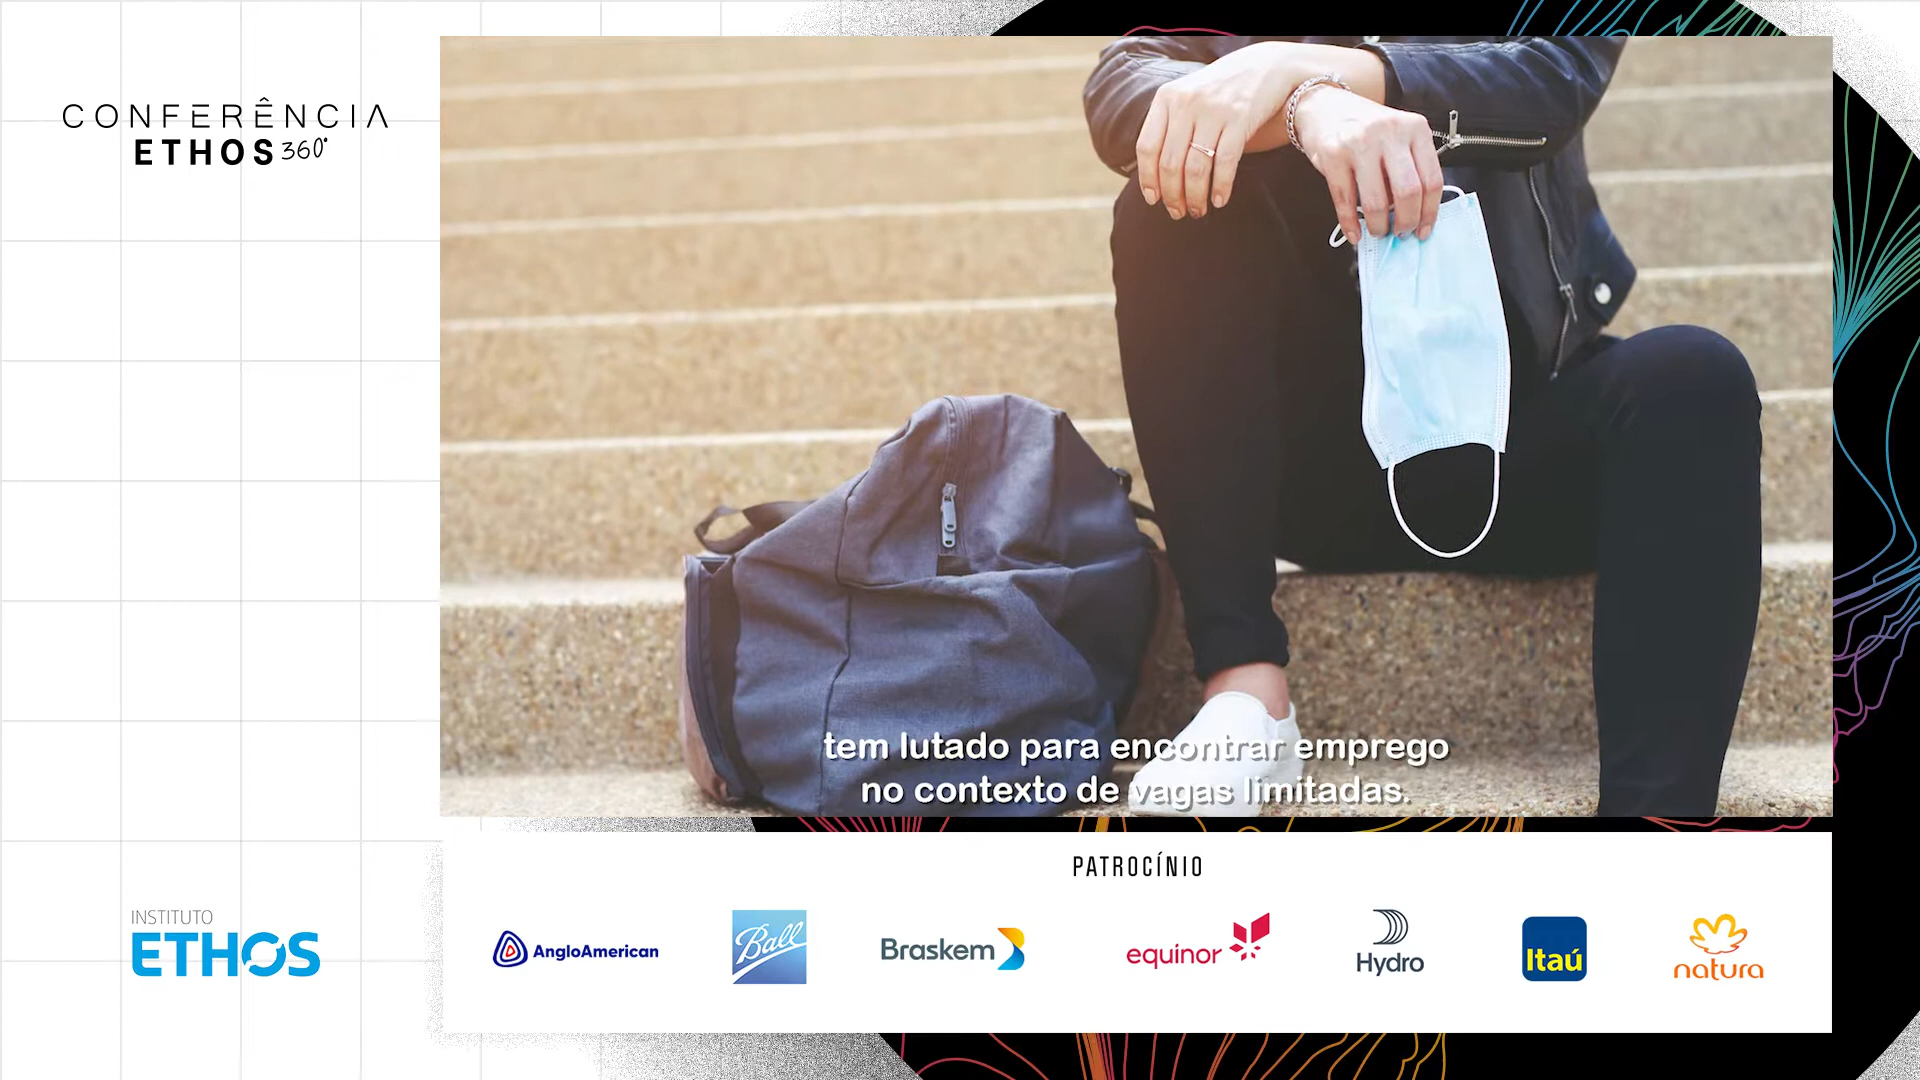 CONFERÊNCIA
ETHOS 360°
tem lutado para encontrar emprego
no contexto de vagas limitadas.
PATROCÍNIO
INSTITUTO
ETHOS
AngloAmerican
Ball
Braskem
equinor
Hydro
Itaú
natura